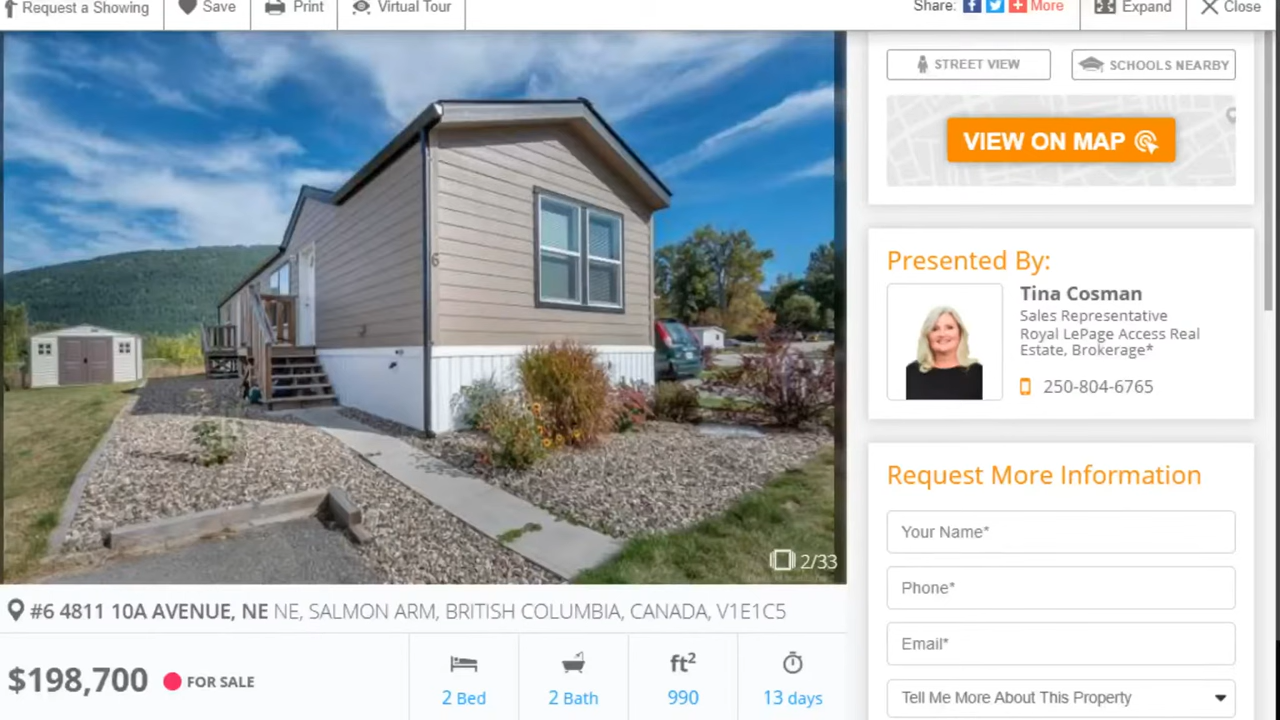 Request a Showing
Save
Print
Virtual Tour
Share:
More
Expand
Close
STREET VIEW
SCHOOLS NEARBY
VIEW ON MAP
Presented By:
Tina Cosman
Sales Representative
Royal LePage Access Real
Estate, Brokerage*
250-804-6765
Request More Information
Your Name*
Phone*
Email*
Tell Me More About This Property
6
2/33
#6 4811 10A AVENUE, NE NE, SALMON ARM, BRITISH COLUMBIA, CANADA, V1E1C5
$198,700
FOR SALE
2 Bed
2 Bath
ft²
990
13 days